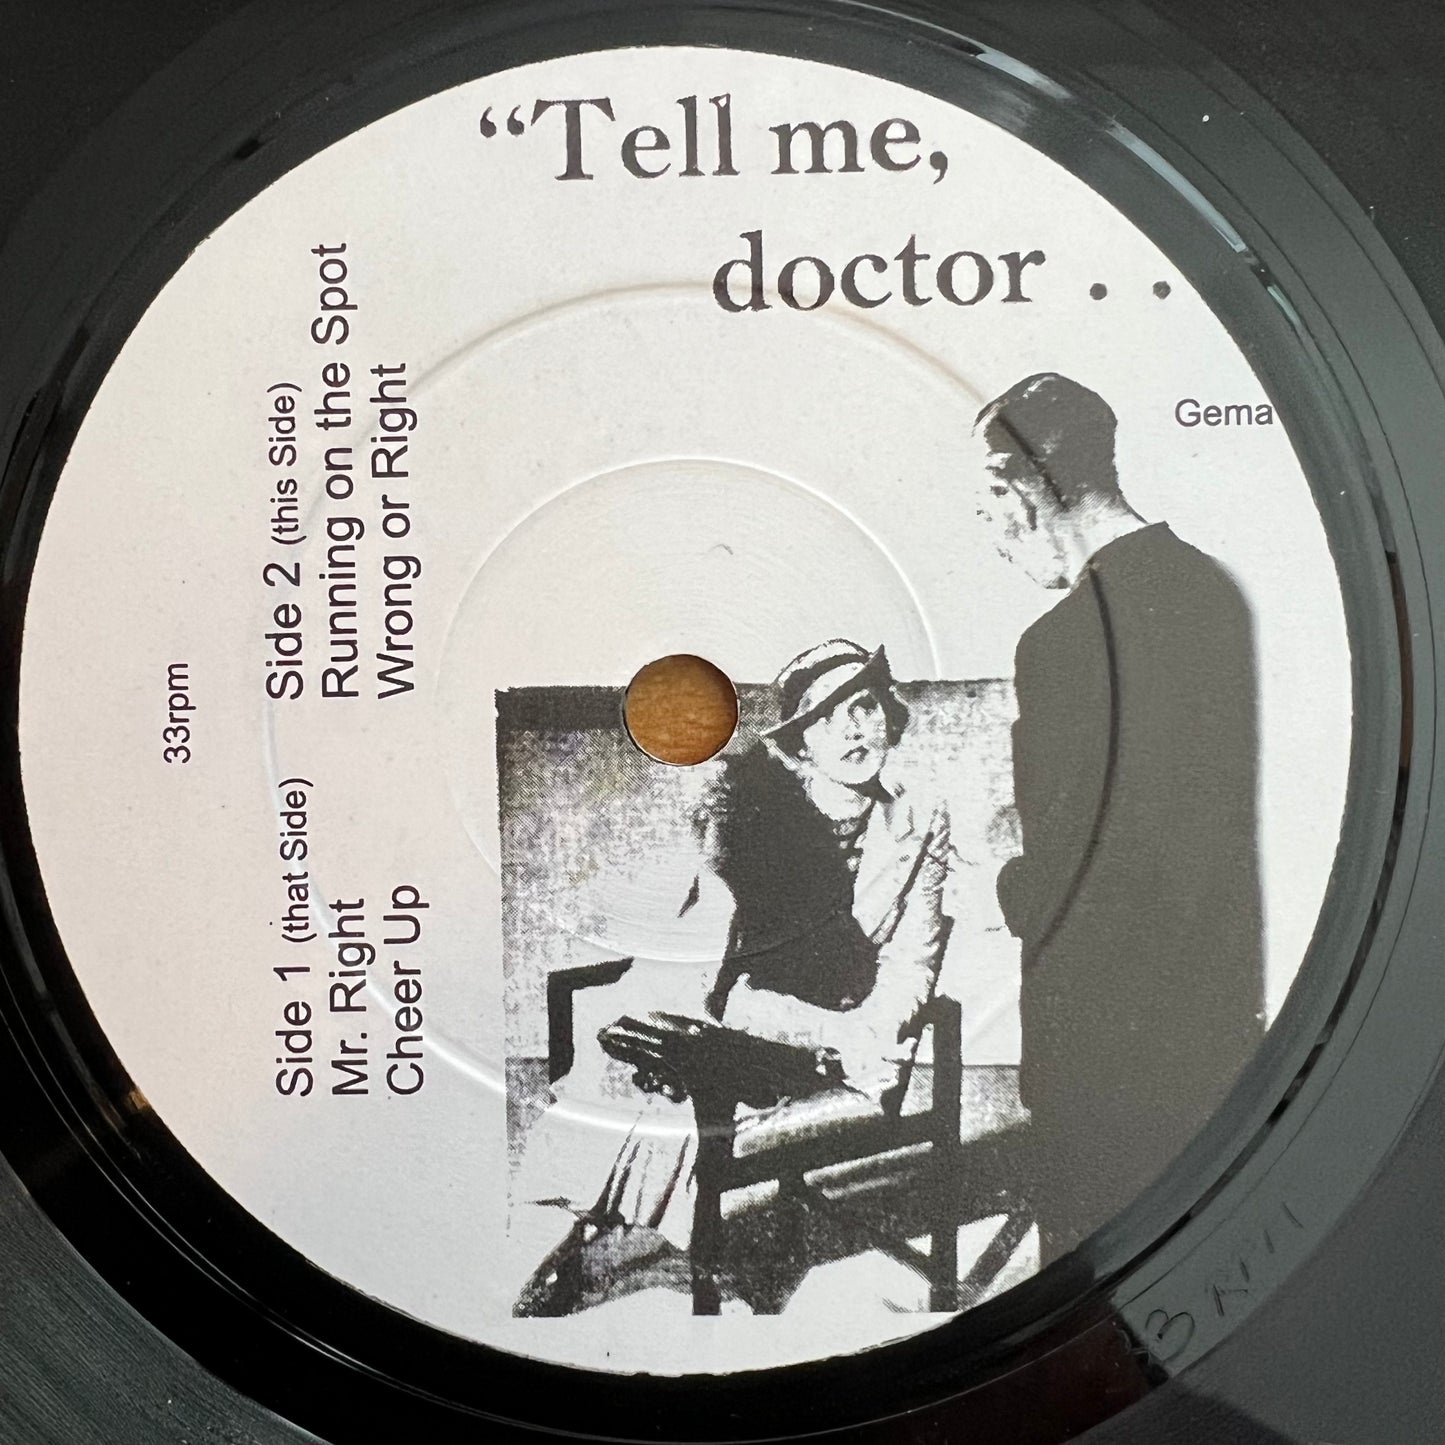 “Tell me,
doctor . .
Gema
33rpm
Side 1 (that Side)
Mr. Right
Cheer Up
Side 2 (this Side)
Running on the Spot
Wrong or Right